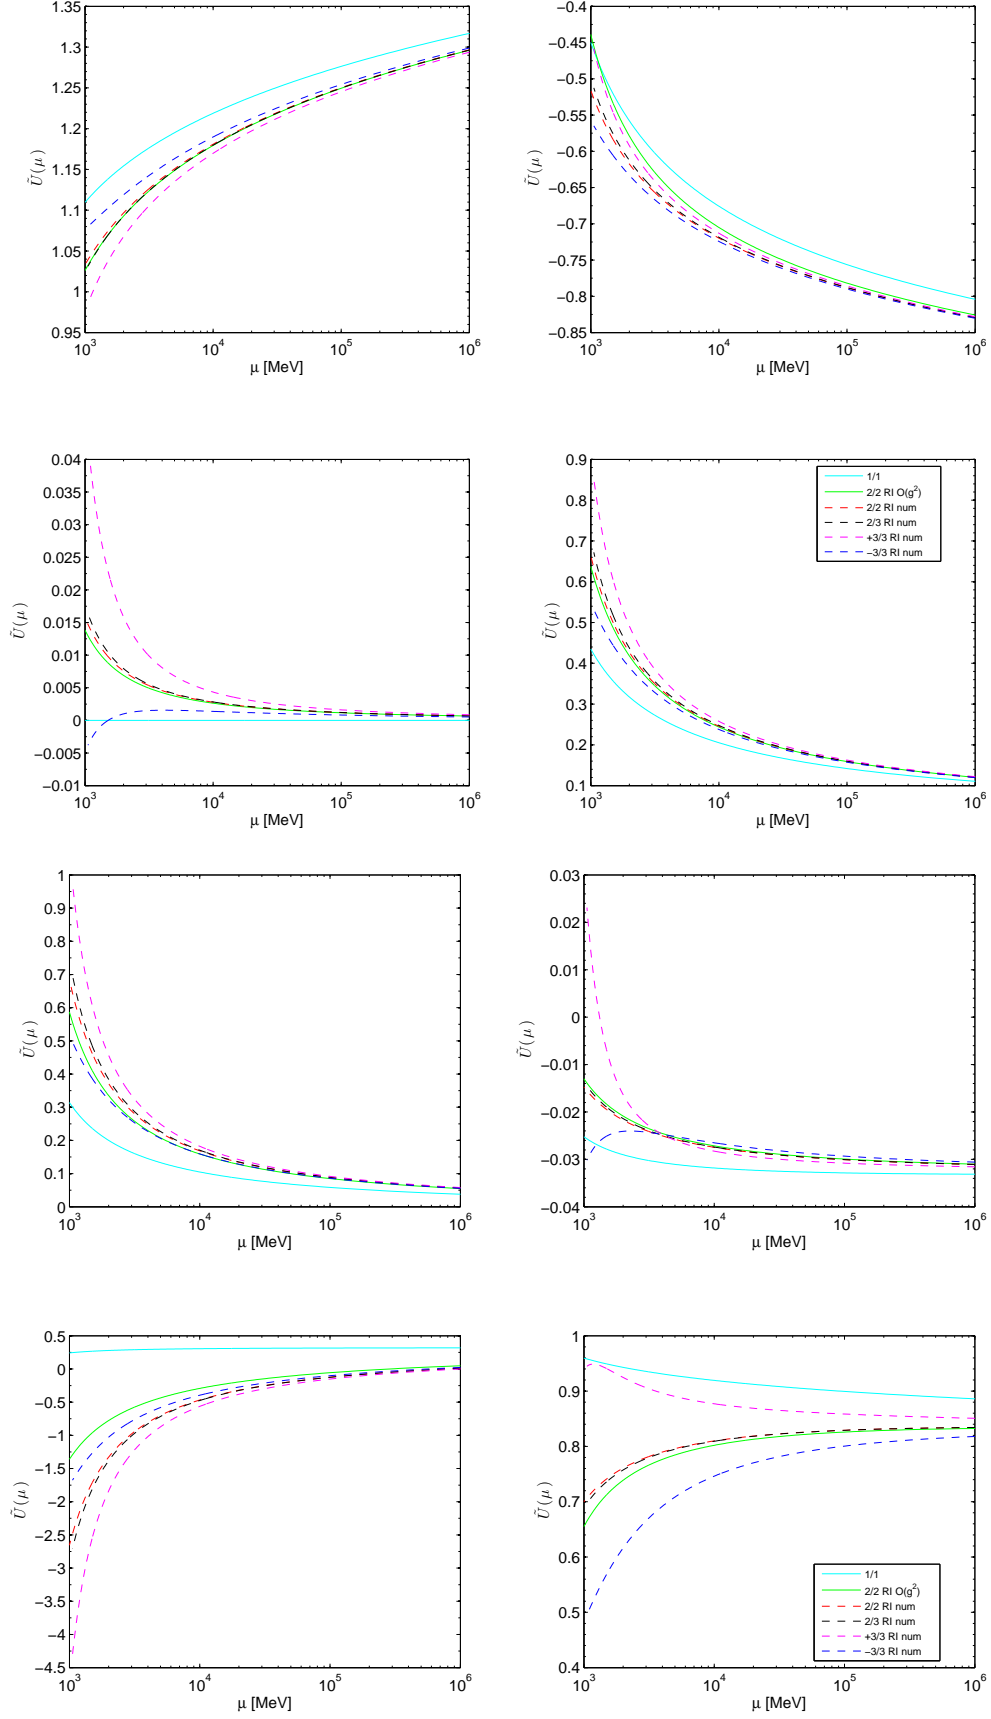 1.35
1.3
1.25
1.2
1.15
1.1
1.05
1
0.95
Ũ(μ)
10³ 10⁴ 10⁵ 10⁶
μ [MeV]
−0.4
−0.45
−0.5
−0.55
−0.6
−0.65
−0.7
−0.75
−0.8
−0.85
Ũ(μ)
10³ 10⁴ 10⁵ 10⁶
μ [MeV]
0.04
0.035
0.03
0.025
0.02
0.015
0.01
0.005
0
−0.005
−0.01
Ũ(μ)
10³ 10⁴ 10⁵ 10⁶
μ [MeV]
0.9
0.8
0.7
0.6
0.5
0.4
0.3
0.2
0.1
Ũ(μ)
1/1
2/2 RI O(g²)
2/2 RI num
2/3 RI num
+3/3 RI num
−3/3 RI num
10³ 10⁴ 10⁵ 10⁶
μ [MeV]
1
0.9
0.8
0.7
0.6
0.5
0.4
0.3
0.2
0.1
0
Ũ(μ)
10³ 10⁴ 10⁵ 10⁶
μ [MeV]
0.03
0.02
0.01
0
−0.01
−0.02
−0.03
−0.04
Ũ(μ)
10³ 10⁴ 10⁵ 10⁶
μ [MeV]
0.5
0
−0.5
−1
−1.5
−2
−2.5
−3
−3.5
−4
−4.5
Ũ(μ)
10³ 10⁴ 10⁵ 10⁶
μ [MeV]
1
0.9
0.8
0.7
0.6
0.5
0.4
Ũ(μ)
1/1
2/2 RI O(g²)
2/2 RI num
2/3 RI num
+3/3 RI num
−3/3 RI num
10³ 10⁴ 10⁵ 10⁶
μ [MeV]